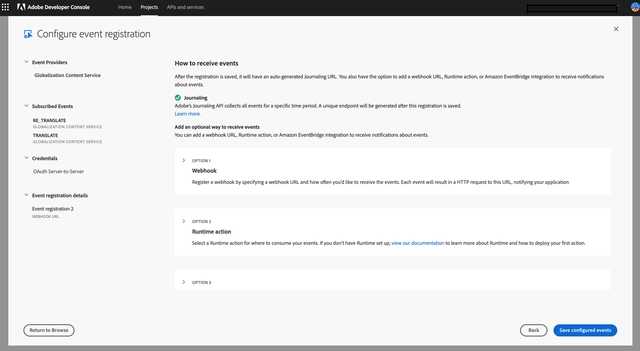 Adobe Developer Console
Home
Projects
APIs and services
Configure event registration
Event Providers
Globalization Content Service
Subscribed Events
RE_TRANSLATE
GLOBALIZATION CONTENT SERVICE
TRANSLATE
GLOBALIZATION CONTENT SERVICE
Credentials
OAuth Server-to-Server
Event registration details
Event registration 2
WEBHOOK URL
How to receive events
After the registration is saved, it will have an auto-generated Journaling URL. You also have the option to add a webhook URL, Runtime action, or Amazon EventBridge integration to receive notifications
about events.
Journaling
Adobe's Journaling API collects all events for a specific time period. A unique endpoint will be generated after this registration is saved.
Learn more.
Add an optional way to receive events
You can add a webhook URL, Runtime action, or Amazon EventBridge integration to receive notifications about events.
OPTION 1
Webhook
Register a webhook by specifying a webhook URL and how often you'd like to receive the events. Each event will result in a HTTP request to this URL, notifying your application
OPTION 2
Runtime action
Select a Runtime action for where to consume your events. If you don't have Runtime set up, view our documentation to learn more about Runtime and how to deploy your first action.
OPTION 3
Return to Browse
Back
Save configured events